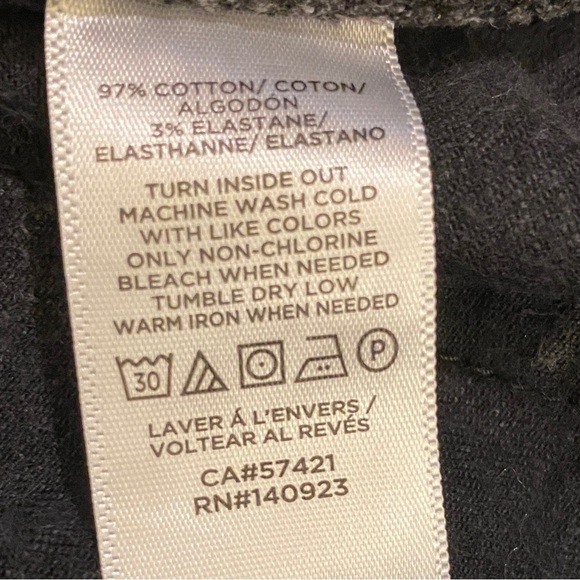 97% COTTON/ COTON/
ALGODÓN
3% ELASTANE/
ELASTHANNE/ ELASTANO
TURN INSIDE OUT
MACHINE WASH COLD
WITH LIKE COLORS
ONLY NON-CHLORINE
BLEACH WHEN NEEDED
TUMBLE DRY LOW
WARM IRON WHEN NEEDED
30 P
LAVER Á L'ENVERS /
VOLTEAR AL REVÉS
CA#57421
RN#140923